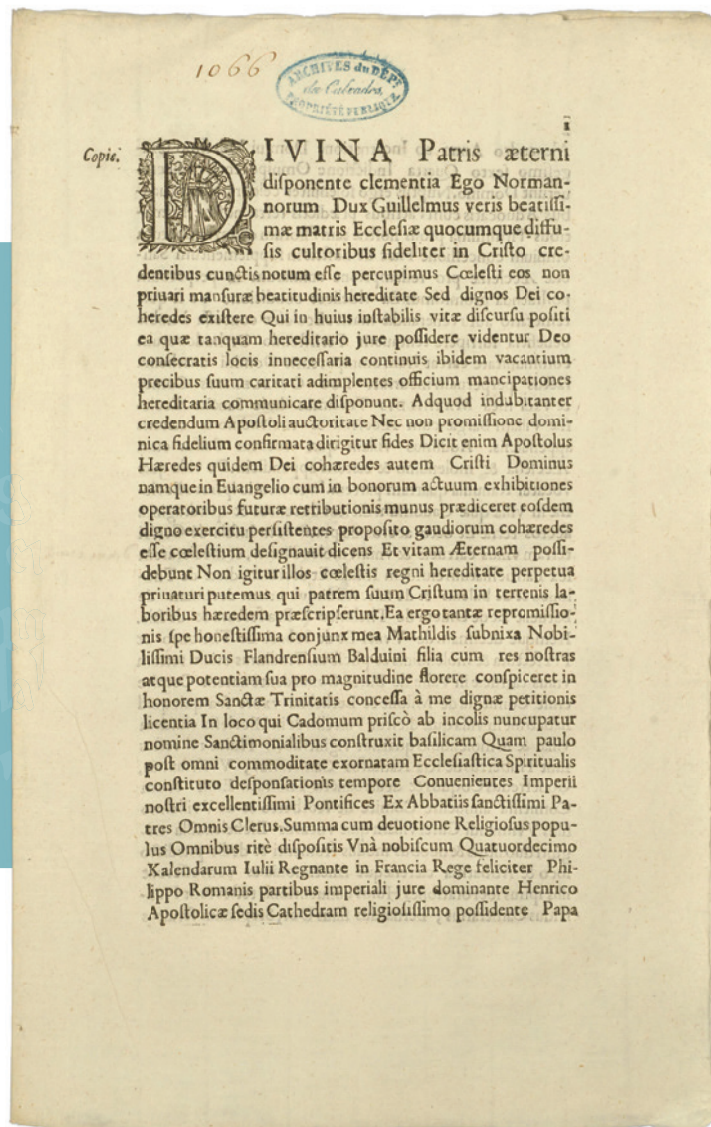 1066
ARCHIVES du DÉPt
du Calvados
PROPRIÉTÉ PUBLIQUE
1
Copie.
DIVINA Patris æterni
disponente clementia Ego Norman-
norum Dux Guillelmus veris beatissi-
mæ matris Ecclesiæ quocumque diffu-
sis cultoribus fideliter in Cristo cre-
dentibus cunctis notum esse percupimus Cœlesti eos non
priuari mansuræ beatitudinis hereditate Sed dignos Dei co-
heredes existere Qui in huius instabilis vitæ discursu positi
ea quæ tanquam hereditario jure possidere videntur Deo
consecratis locis innecessaria continuis ibidem vacantium
precibus suum caritati adimplentes officium mancipationes
hereditaria communicare disponunt. Adquod indubitanter
credendum Apostoli auctoritate Nec non promissione domi-
nica fidelium confirmata dirigitur fides Dicit enim Apostolus
Hæredes quidem Dei cohæredes autem Cristi Dominus
namque in Euangelio cum in bonorum actuum exhibitiones
operatoribus futuræ rettibutionis munus prædiceret eosdem
digno exercitu persistentes proposito gaudiorum cohæredes
esse cœlestium designauit dicens Et vitam Æternam possi-
debunt Non igitur illos cœlestis regni hereditate perpetua
priuaturi putemus qui patrem suum Cristum in terrenis la-
boribus hæredem præscripserunt, Ea ergo tantæ repromissio-
nis spe honestissima conjunx mea Mathildis subnixa Nobi-
lissimi Ducis Flandrensium Balduini filia cum res nostras
atque potentiam sua pro magnitudine florere conspiceret in
honorem Sanctæ Trinitatis concessa à me dignæ petitionis
licentia In loco qui Cadomum priscò ab incolis nuncupatur
nomine Sanctimonialibus construxit basilicam Quam paulo
post omni commoditate exornatam Ecclesiastica Spiritualis
constituto desponsationis tempore Conuenientes Imperii
nostri excellentissimi Pontifices Ex Abbatiis sanctissimi Pa-
tres Omnis Clerus. Summa cum deuotione Religiosus popu-
lus Omnibus ritè dispositis Vnà nobiscum Quatuordecimo
Kalendarum Iulii Regnante in Francia Rege feliciter Phi-
lippo Romanis partibus imperiali jure dominante Henrico
Apostolicæ sedis Cathedram religiosissimo possidente Papa